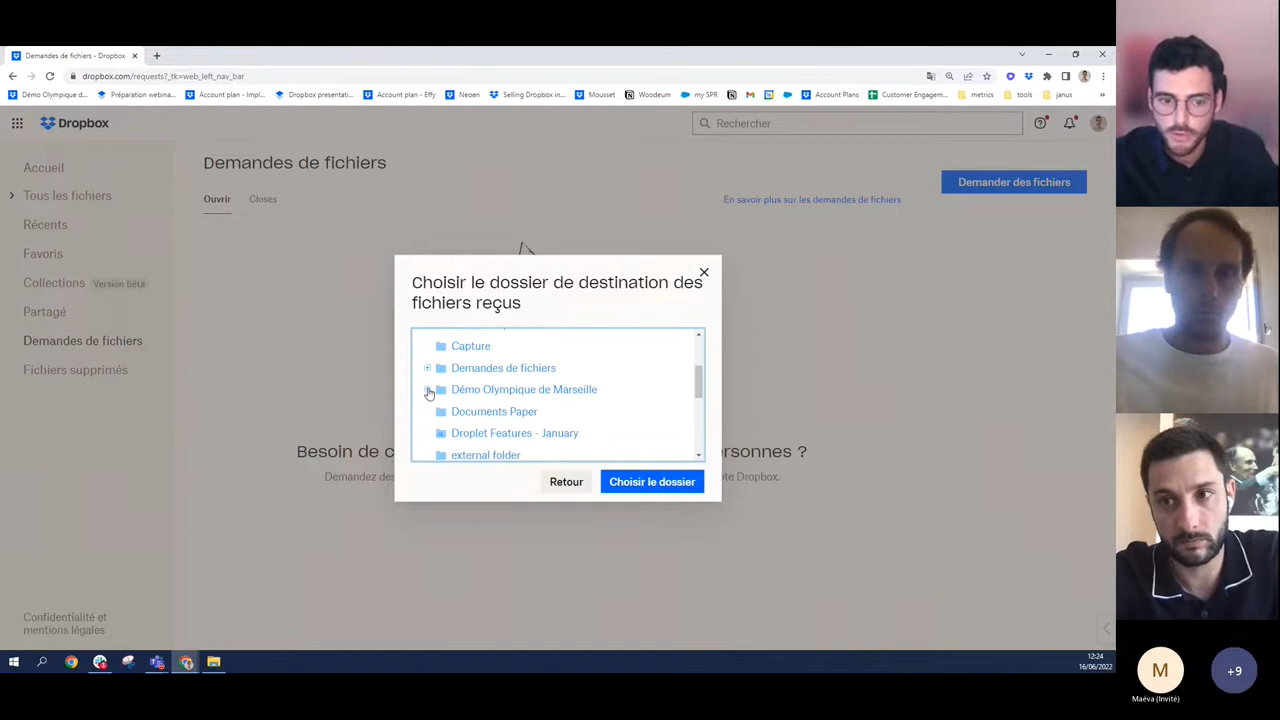 Demandes de fichiers - Dropbox
dropbox.com/requests?_tk=web_left_nav_bar
Démo Olympique d...
Préparation webina...
Account plan - Impl...
Dropbox presentati...
Account plan - Effy
Neoen
Selling Dropbox in...
Mousset
Woodeum
my SPR
Account Plans
Customer Engagem...
metrics
tools
janus
Dropbox
Rechercher
Accueil
Tous les fichiers
Récents
Favoris
Collections Version bêta
Partagé
Demandes de fichiers
Fichiers supprimés
Confidentialité et
mentions légales
Demandes de fichiers
Demander des fichiers
Ouvrir Closes
En savoir plus sur les demandes de fichiers
Besoin de c
ersonnes ?
Demandez des
te Dropbox.
Choisir le dossier de destination des
fichiers reçus
Capture
Demandes de fichiers
Démo Olympique de Marseille
Documents Paper
Droplet Features - January
external folder
Retour
Choisir le dossier
12:24
16/06/2022
M
+9
Maéva (Invité)